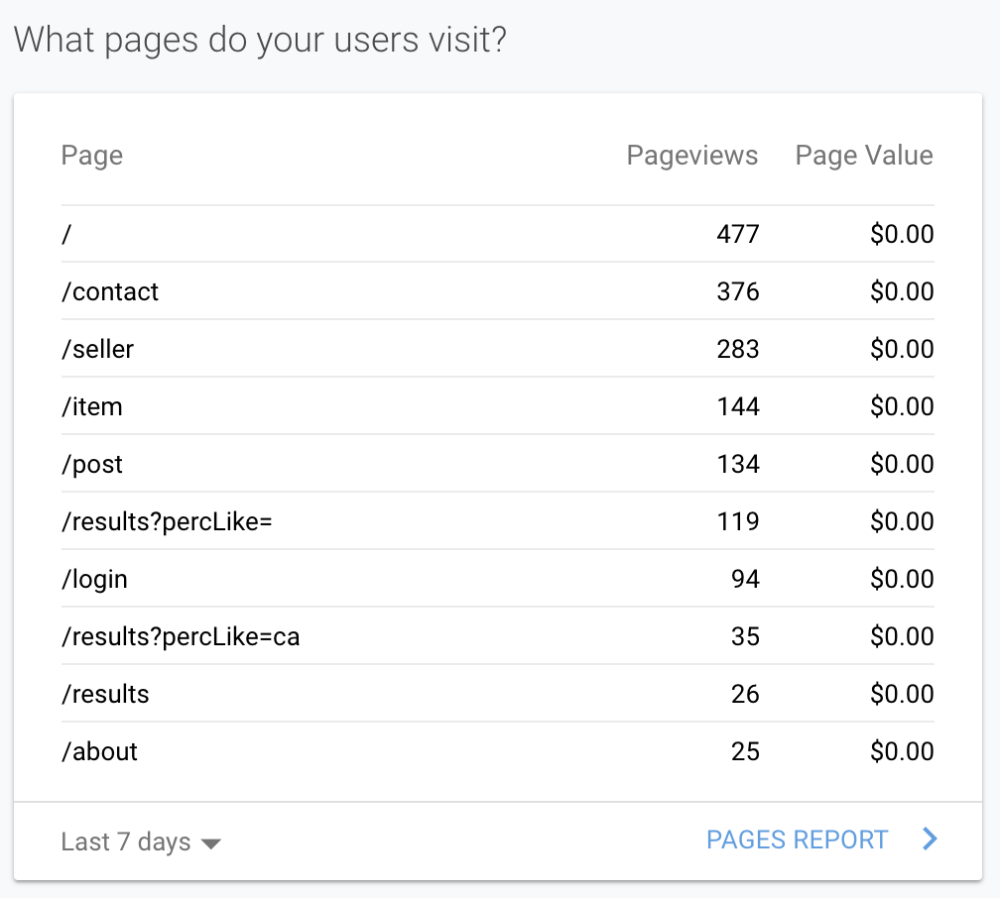 What pages do your users visit?
Page Pageviews Page Value
/ 477 $0.00
/contact 376 $0.00
/seller 283 $0.00
/item 144 $0.00
/post 134 $0.00
/results?percLike= 119 $0.00
/login 94 $0.00
/results?percLike=ca 35 $0.00
/results 26 $0.00
/about 25 $0.00
Last 7 days PAGES REPORT